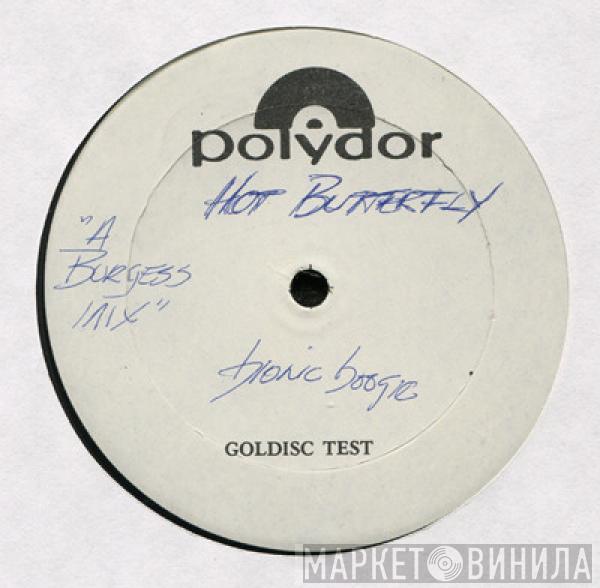 polydor
HOT BUTTERFLY
"A
BURGESS
MIX"
bionic boogie
GOLDISC TEST
МАРКЕТ ВИНИЛА